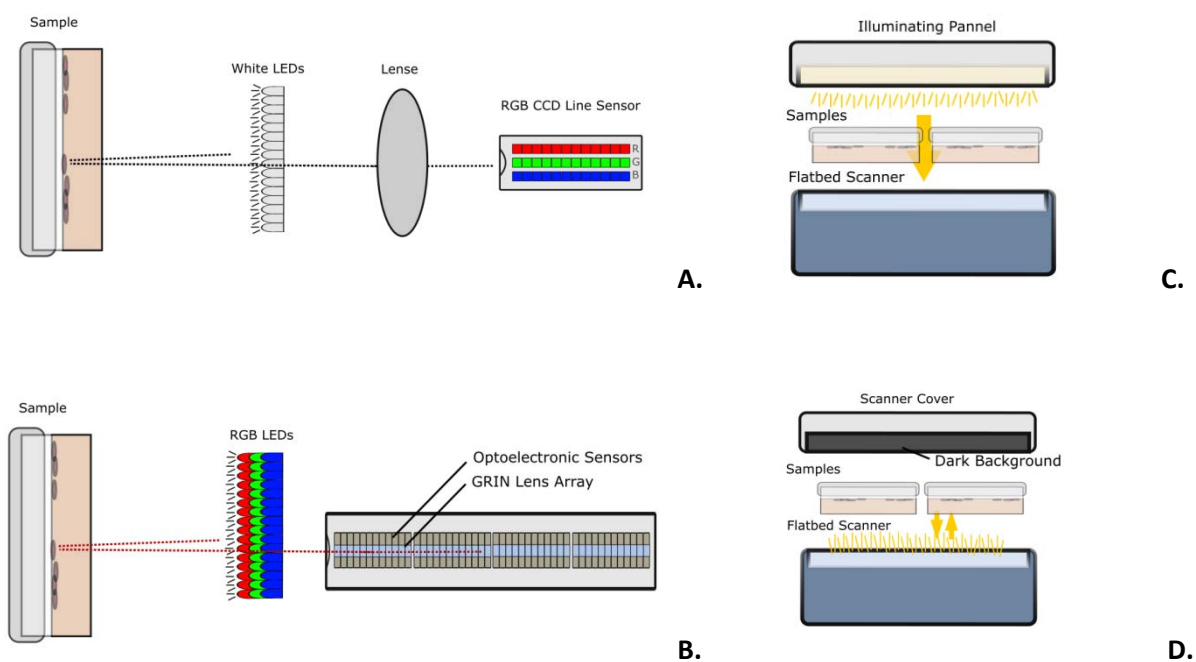 Sample
White LEDs
Lense
RGB CCD Line Sensor
R
G
B
A.
Illuminating Pannel
Samples
Flatbed Scanner
C.
Sample
RGB LEDs
Optoelectronic Sensors
GRIN Lens Array
B.
Scanner Cover
Dark Background
Samples
Flatbed Scanner
D.